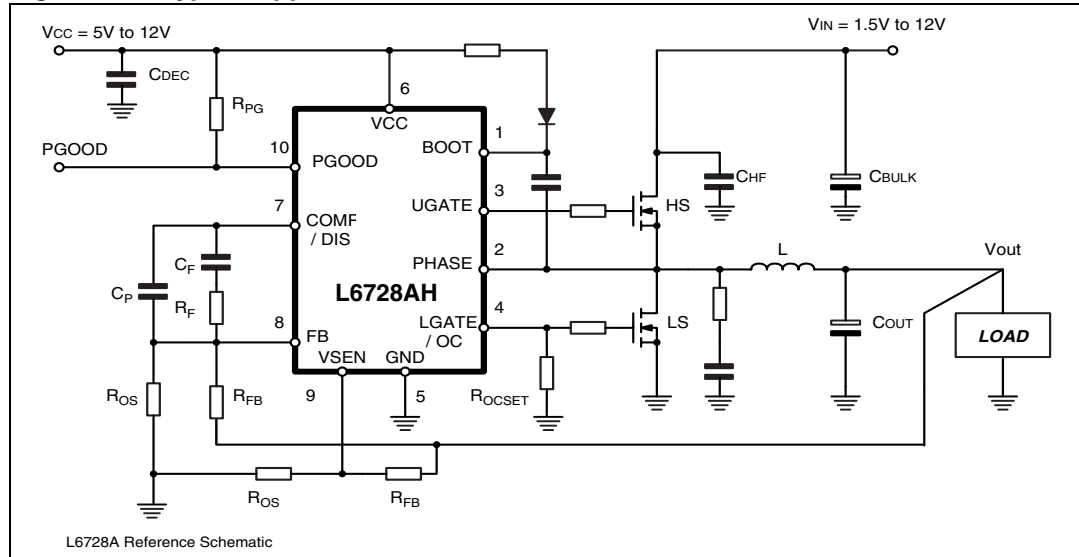 VCC = 5V to 12V
VIN = 1.5V to 12V
CDEC
RPG
6
VCC
1
BOOT
PGOOD
10
PGOOD
3
UGATE
HS
CHF
CBULK
7
COMP
/ DIS
2
PHASE
L
Vout
CF
CP
RF
L6728AH
4
LGATE
/ OC
LS
COUT
LOAD
8
FB
VSEN
GND
9
5
ROS
RFB
ROCSET
ROS
RFB
L6728A Reference Schematic